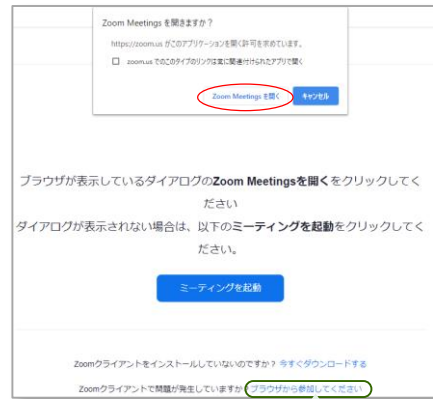 Zoom Meetings を開きますか？
https://zoom.us がこのアプリケーションを開く許可を求めています。
zoom.us でのこのタイプのリンクは常に関連付けられたアプリで開く
Zoom Meetings を開く キャンセル
ブラウザが表示しているダイアログのZoom Meetingsを開くをクリックしてく
ださい
ダイアログが表示されない場合は、以下のミーティングを起動をクリックしてく
ださい。
ミーティングを起動
Zoomクライアントをインストールしていないのですか？ 今すぐダウンロードする
Zoomクライアントで問題が発生していますか？ブラウザから参加してください